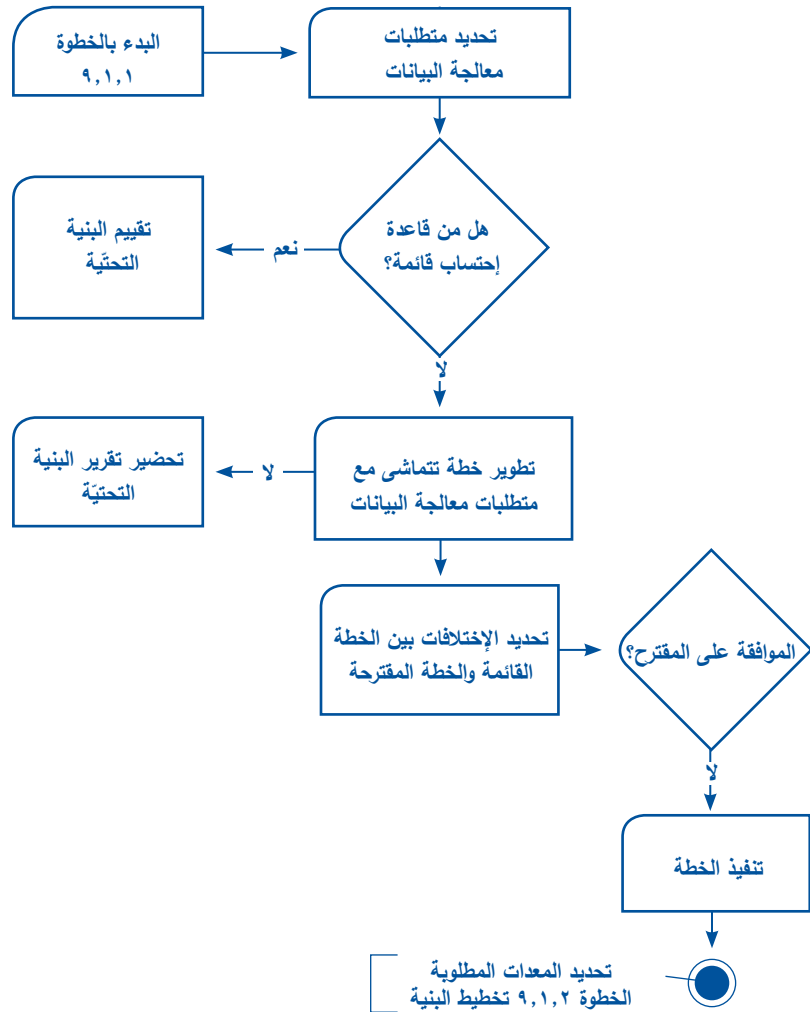 البدء بالخطوة
٩,١,١
تحديد متطلبات
معالجة البيانات
هل من قاعدة
إحتساب قائمة؟
نعم
تقييم البنية
التحتّية
لا
تطوير خطة تتماشى مع
متطلبات معالجة البيانات
لا
تحضير تقرير البنية
التحتيّة
تحديد الإختلافات بين الخطة
القائمة والخطة المقترحة
الموافقة على المقترح؟
لا
تنفيذ الخطة
تحديد المعدات المطلوبة
الخطوة ٩,١,٢ تخطيط البنية